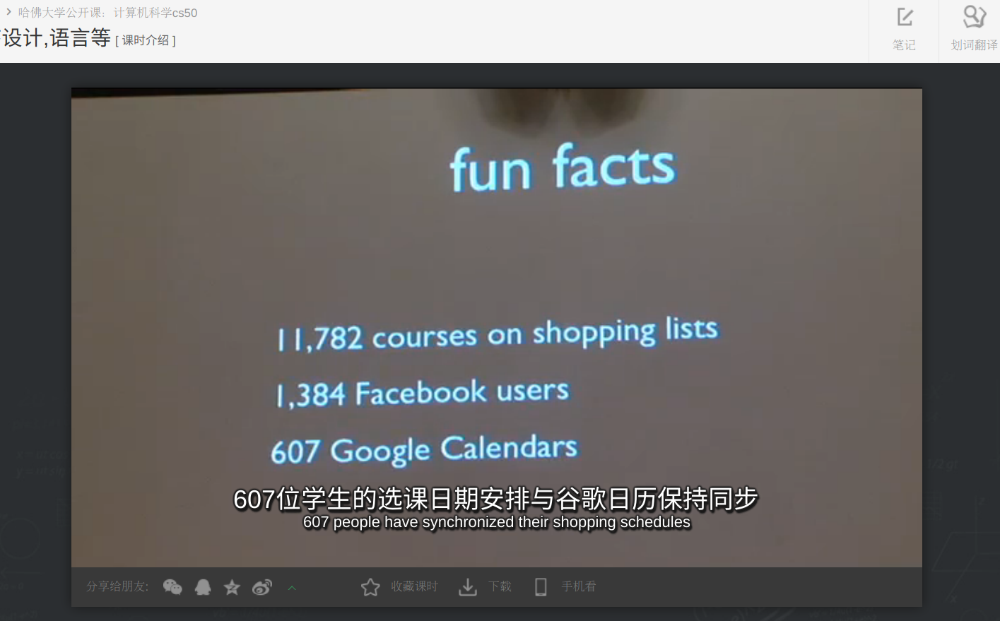 哈佛大学公开课：计算机科学cs50
设计,语言等 [ 课时介绍 ]
笔记
划词翻译
fun facts
11,782 courses on shopping lists
1,384 Facebook users
607 Google Calendars
607位学生的选课日期安排与谷歌日历保持同步
607 people have synchronized their shopping schedules
分享给朋友:
收藏课时
下载
手机看